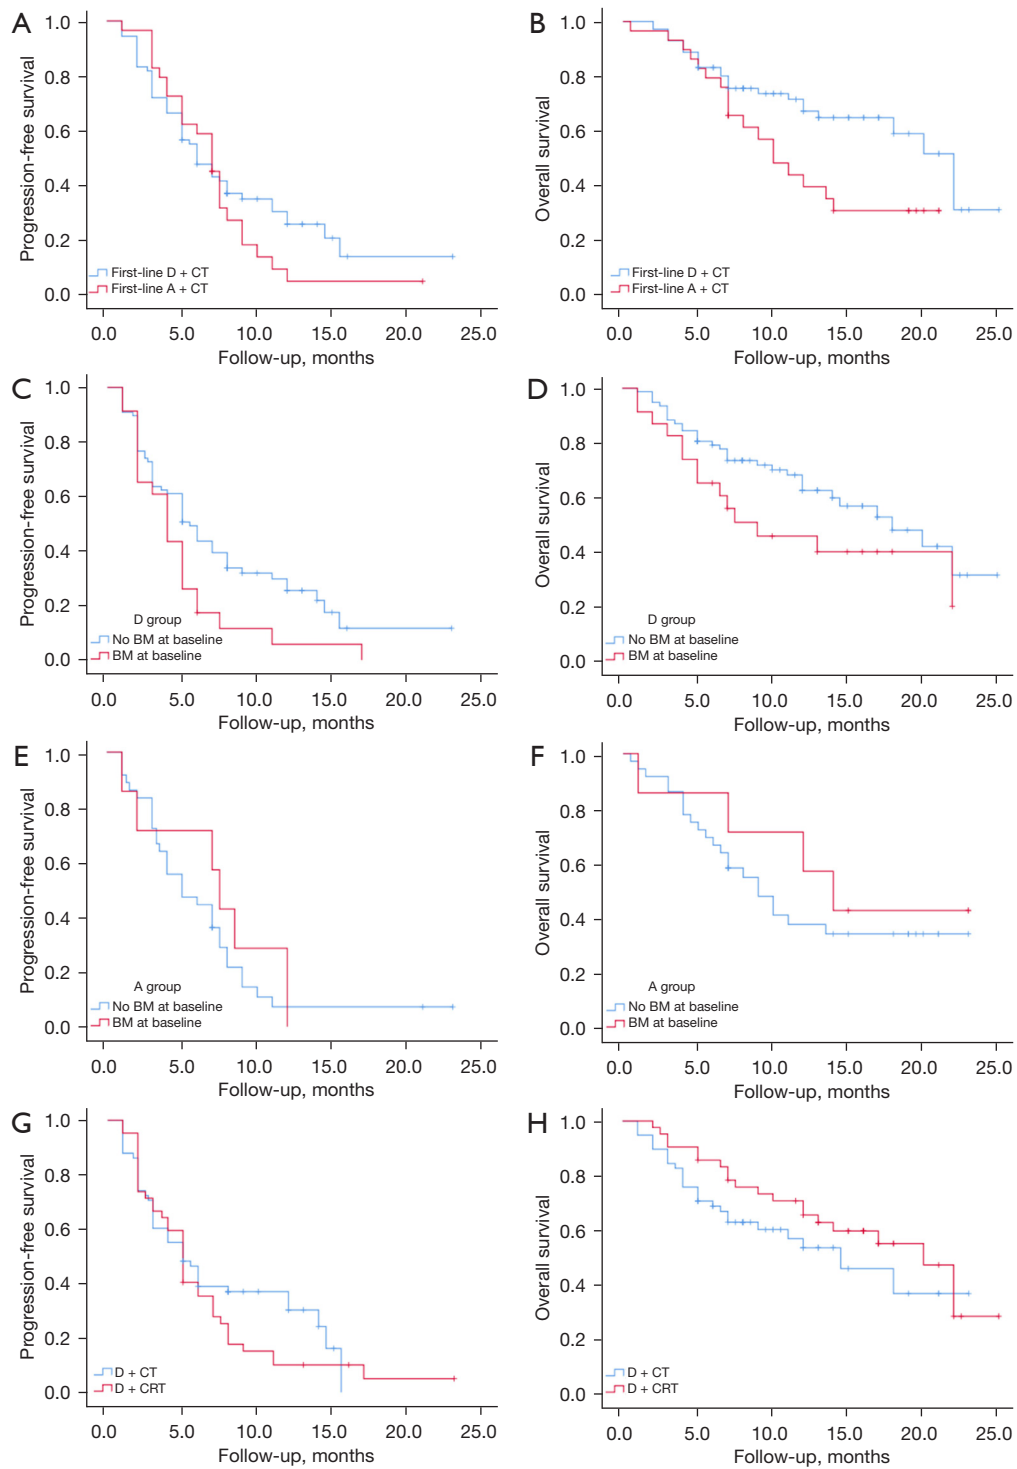 A
Progression-free survival
1.0
0.8
0.6
0.4
0.2
0.0
First-line D + CT
First-line A + CT
0.0 5.0 10.0 15.0 20.0 25.0
Follow-up, months
B
Overall survival
1.0
0.8
0.6
0.4
0.2
0.0
First-line D + CT
First-line A + CT
0.0 5.0 10.0 15.0 20.0 25.0
Follow-up, months
C
Progression-free survival
1.0
0.8
0.6
0.4
0.2
0.0
D group
No BM at baseline
BM at baseline
0.0 5.0 10.0 15.0 20.0 25.0
Follow-up, months
D
Overall survival
1.0
0.8
0.6
0.4
0.2
0.0
D group
No BM at baseline
BM at baseline
0.0 5.0 10.0 15.0 20.0 25.0
Follow-up, months
E
Progression-free survival
1.0
0.8
0.6
0.4
0.2
0.0
A group
No BM at baseline
BM at baseline
0.0 5.0 10.0 15.0 20.0 25.0
Follow-up, months
F
Overall survival
1.0
0.8
0.6
0.4
0.2
0.0
A group
No BM at baseline
BM at baseline
0.0 5.0 10.0 15.0 20.0 25.0
Follow-up, months
G
Progression-free survival
1.0
0.8
0.6
0.4
0.2
0.0
D + CT
D + CRT
0.0 5.0 10.0 15.0 20.0 25.0
Follow-up, months
H
Overall survival
1.0
0.8
0.6
0.4
0.2
0.0
D + CT
D + CRT
0.0 5.0 10.0 15.0 20.0 25.0
Follow-up, months